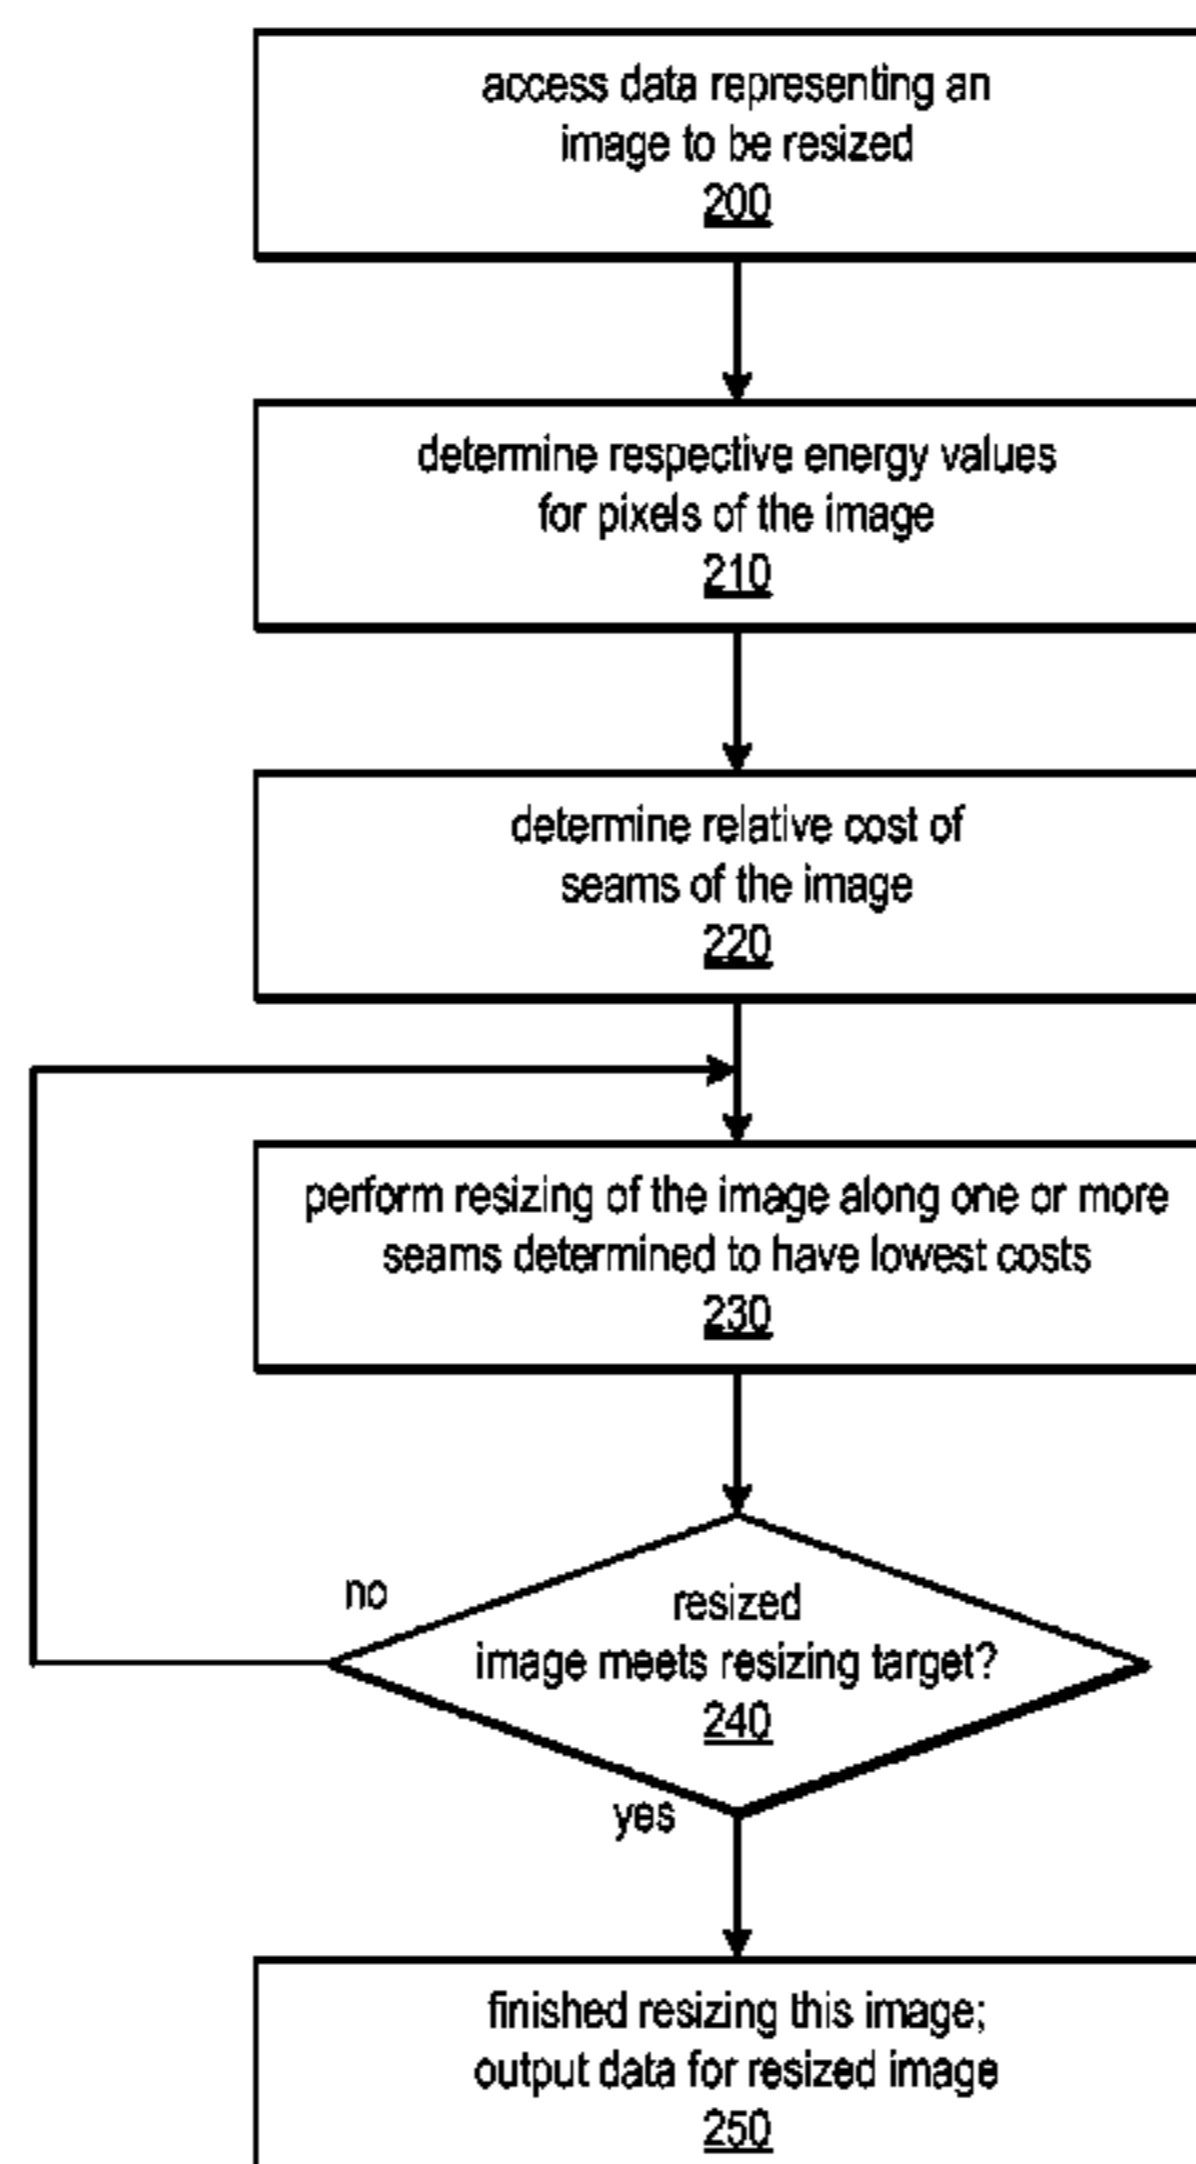 access data representing an
image to be resized
200
determine respective energy values
for pixels of the image
210
determine relative cost of
seams of the image
220
perform resizing of the image along one or more
seams determined to have lowest costs
230
no
resized
image meets resizing target?
240
yes
finished resizing this image;
output data for resized image
250